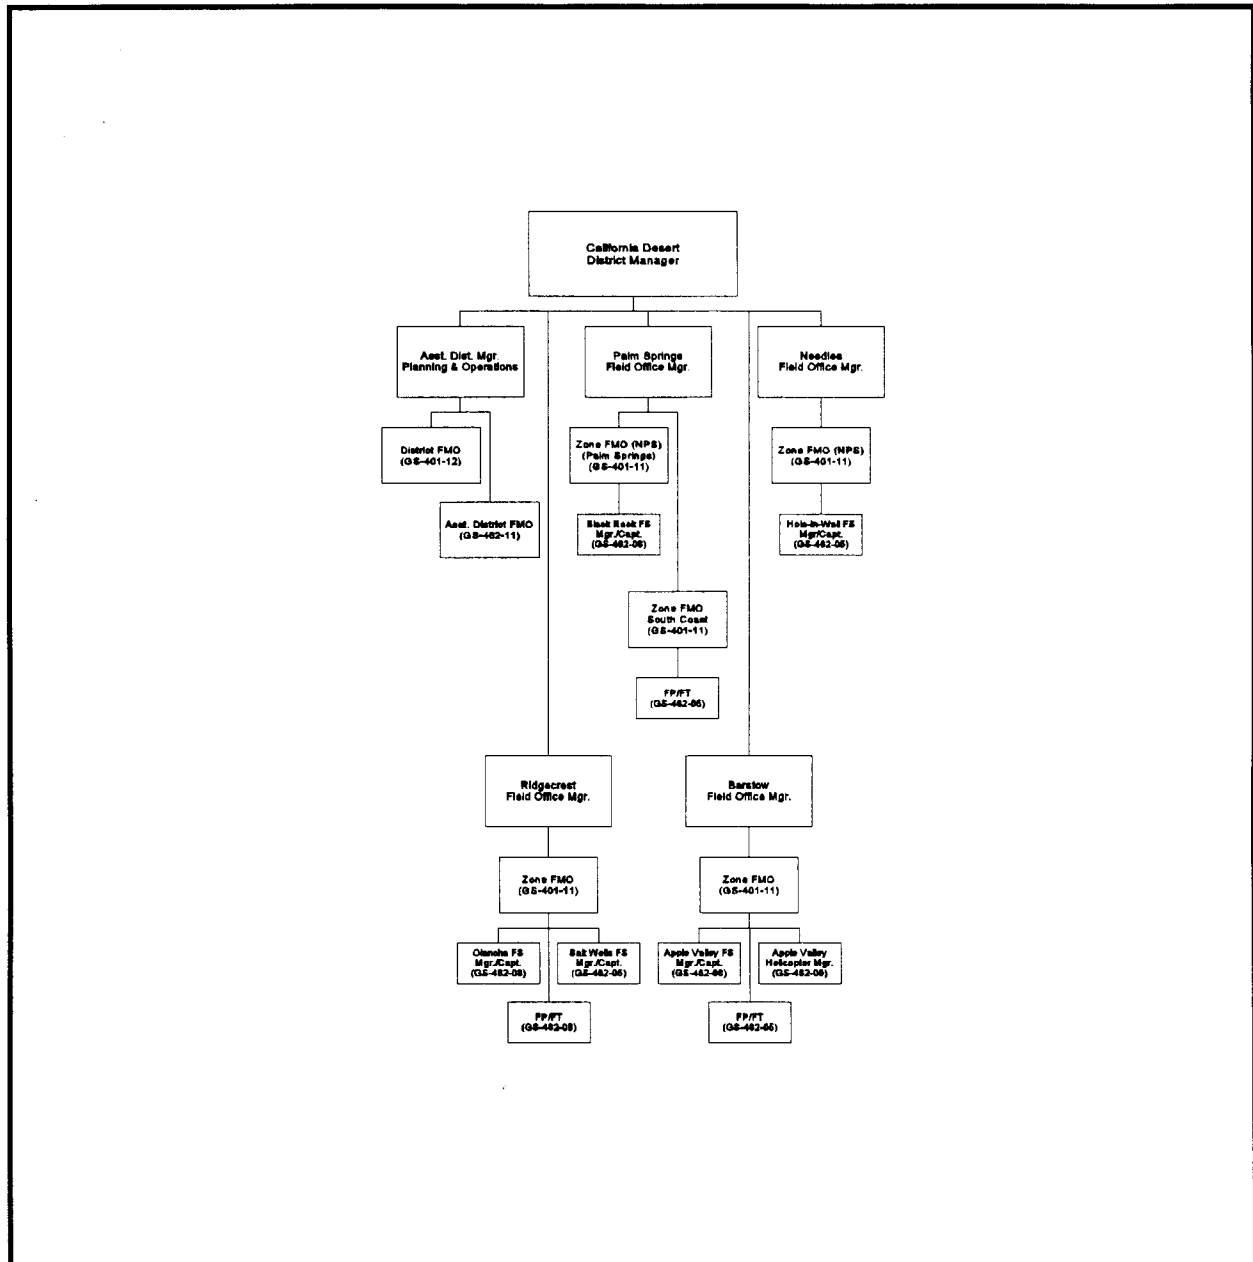 California Desert
District Manager
Asst. Dist. Mgr.
Planning & Operations
Palm Springs
Field Office Mgr.
Needles
Field Office Mgr.
District FMO
(GS-401-12)
Zone FMO (NPS)
(Palm Springs)
(GS-401-11)
Zone FMO (NPS)
(GS-401-11)
Asst. District FMO
(GS-462-11)
Black Rock FS
Mgr./Capt.
Hole-in-Wall FS
Mgr/Capt.
Zone FMO
South Coast
(GS-401-11)
FP/FT
Ridgecrest
Field Office Mgr.
Barstow
Field Office Mgr.
Zone FMO
(GS-401-11)
Zone FMO
(GS-401-11)
Olancha FS
Mgr./Capt.
Salt Wells FS
Mgr./Capt.
Apple Valley FS
Mgr./Capt.
Apple Valley
Helicopter Mgr.
FP/FT
FP/FT